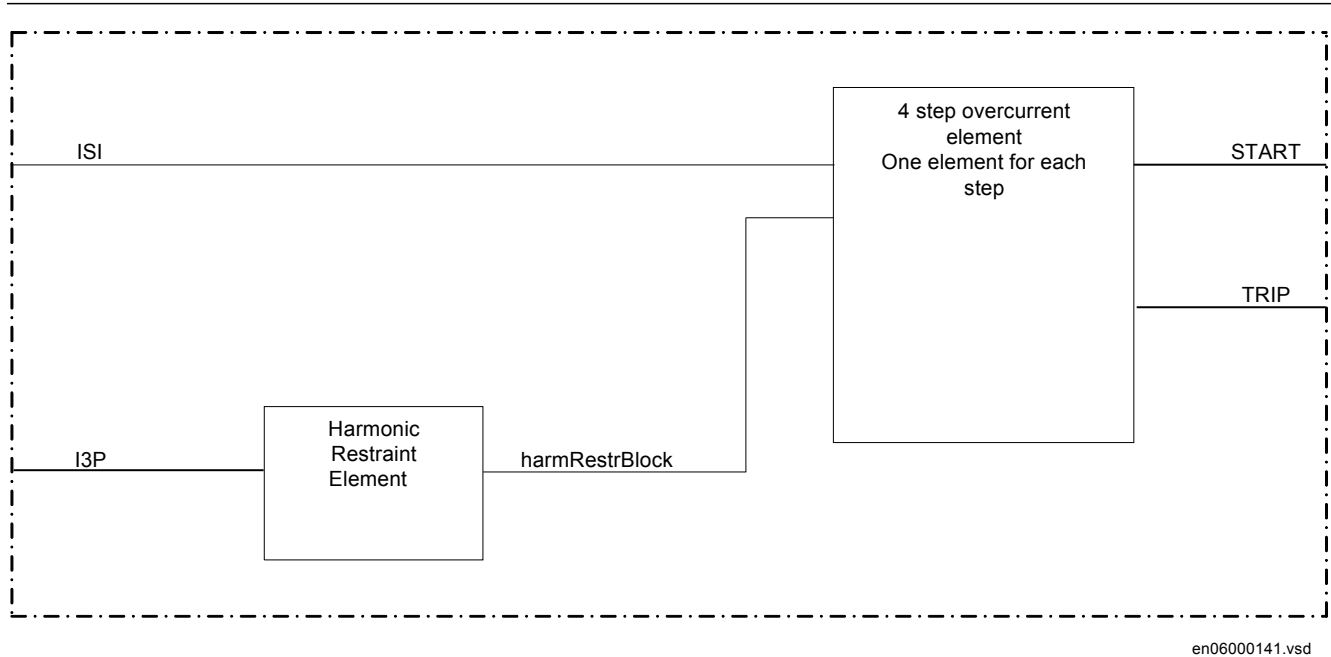 4 step overcurrent
element
One element for each
step
ISI
START
TRIP
Harmonic
Restraint
Element
I3P
harmRestrBlock
en06000141.vsd